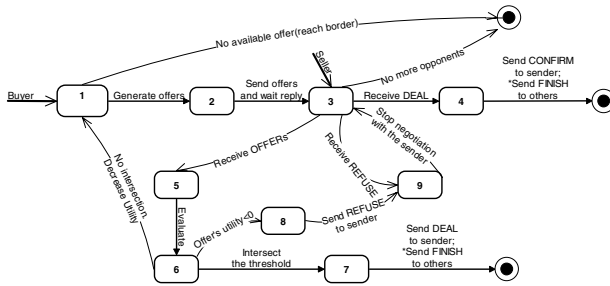 No available offer(reach border)
Seller
No more opponents
Buyer
1
Generate offers
2
Send offers
and wait reply
3
Receive DEAL
4
Send CONFIRM
to sender;
*Send FINISH
to others
Stop negotiation
with the sender
Receive OFFERs
Receive REFUSE
No intersection,
Decrease Utility
5
9
Evaluate
Offer's utility<0
8
Send REFUSE
to sender
6
Intersect
the threshold
7
Send DEAL
to sender;
*Send FINISH
to others